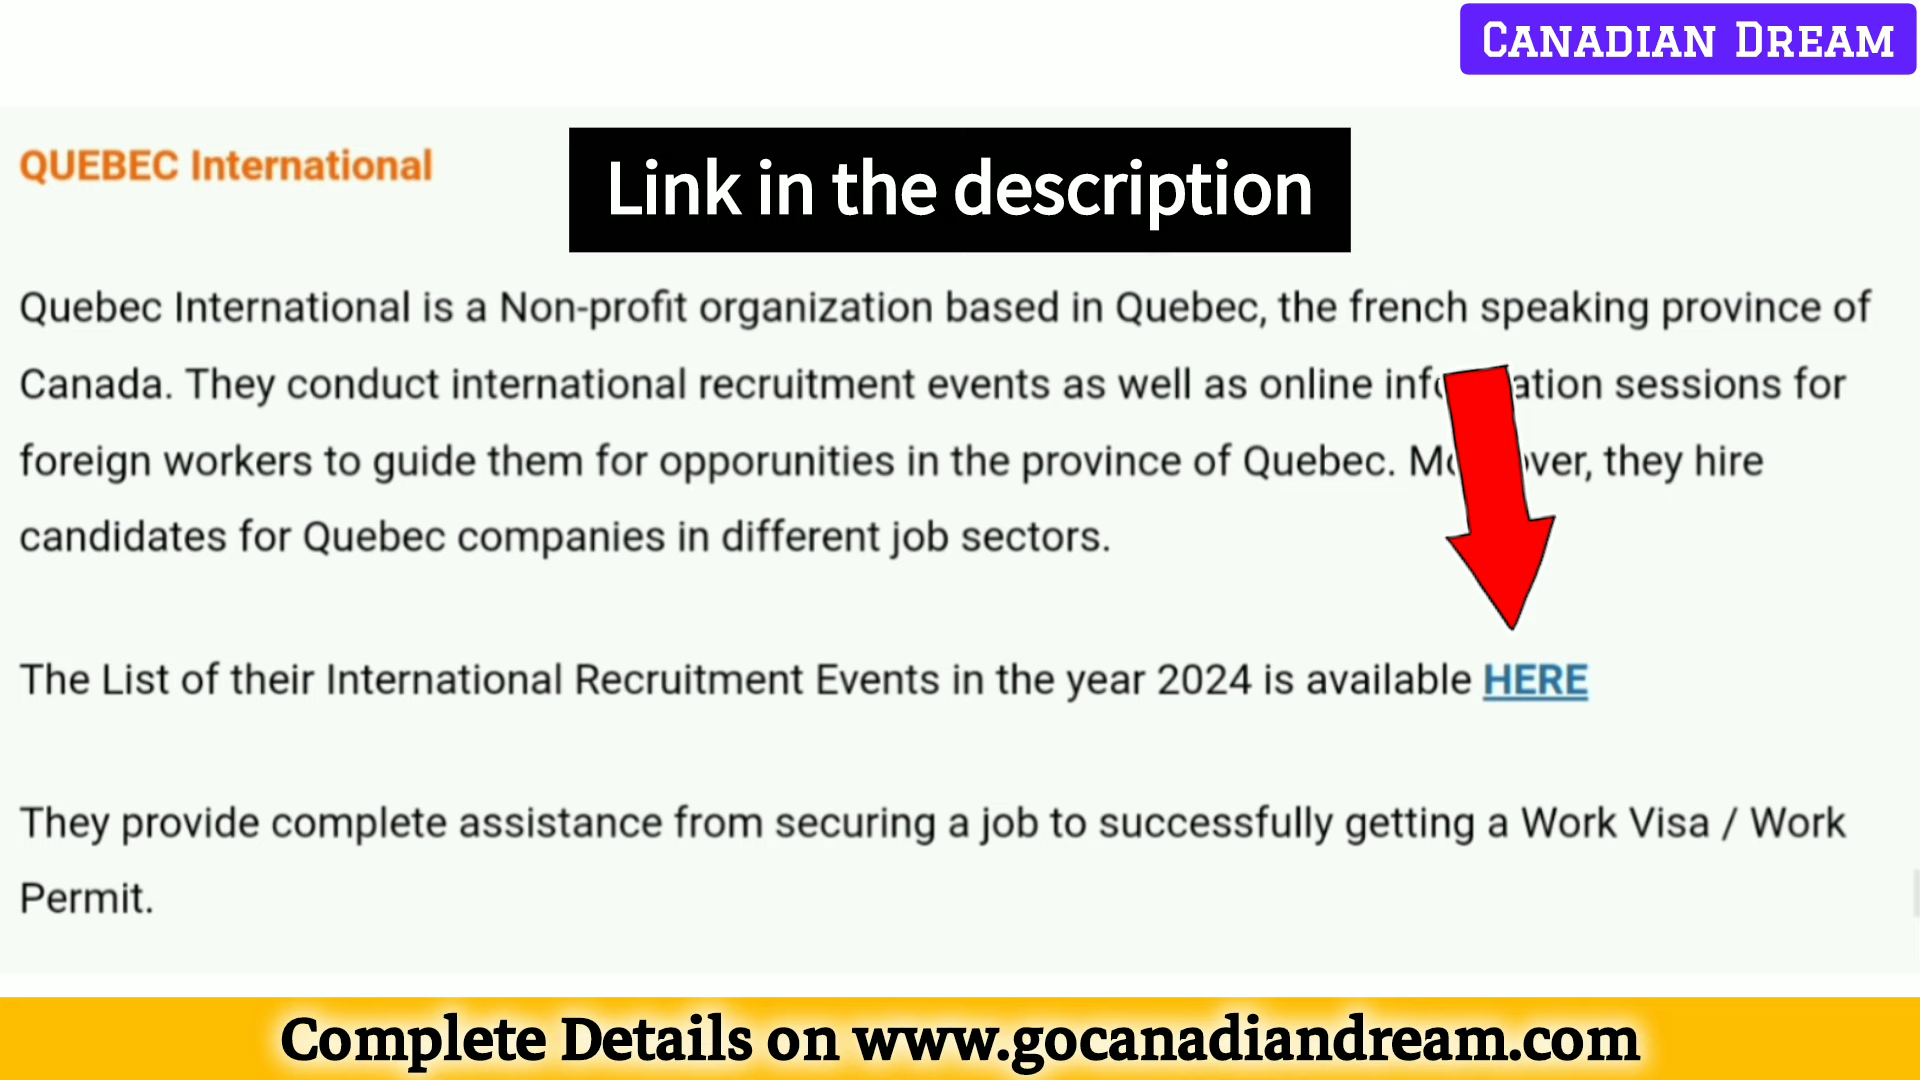 CANADIAN DREAM
QUEBEC International
Link in the description
Quebec International is a Non-profit organization based in Quebec, the french speaking province of
Canada. They conduct international recruitment events as well as online ation sessions for
foreign workers to guide them for opporunities in the province of Quebec. they hire
candidates for Quebec companies in different job sectors.
The List of their International Recruitment Events in the year 2024 is available HERE
They provide complete assistance from securing a job to successfully getting a Work Visa / Work
Permit.
Complete Details on www.gocanadiandream.com